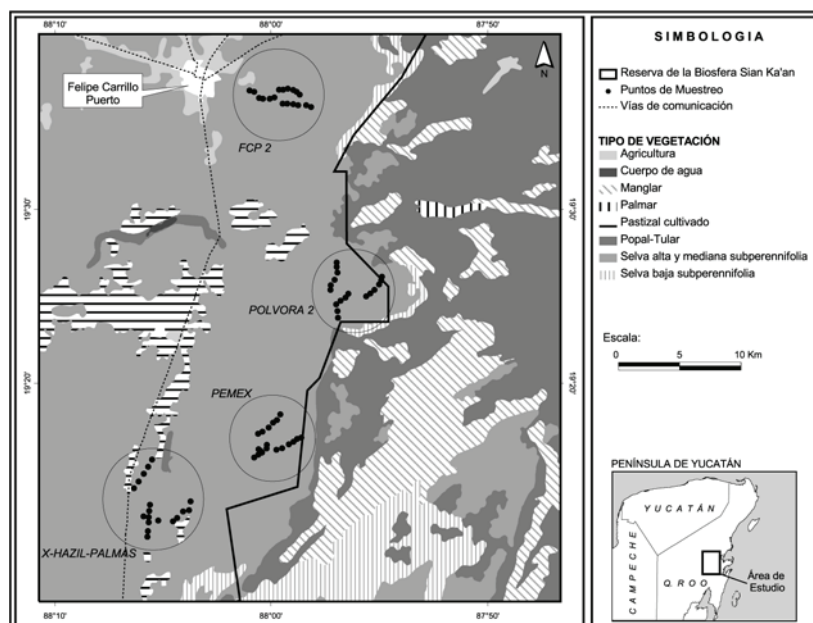 88°10'
88°00'
87°50'
Felipe Carrillo
Puerto
N
FCP 2
19°30'
19°30'
POLVORA 2
19°20'
19°20'
PEMEX
X-HAZIL-PALMAS
88°10'
88°00'
87°50'
SIMBOLOGIA
Reserva de la Biosfera Sian Ka'an
Puntos de Muestreo
Vías de comunicación
TIPO DE VEGETACIÓN
Agricultura
Cuerpo de agua
Manglar
Palmar
Pastizal cultivado
Popal-Tular
Selva alta y mediana subperennifolia
Selva baja subperennifolia
Escala:
0 5 10 Km
PENÍNSULA DE YUCATÁN
YUCATÁN
CAMPECHE
Q. ROO
Área de
Estudio